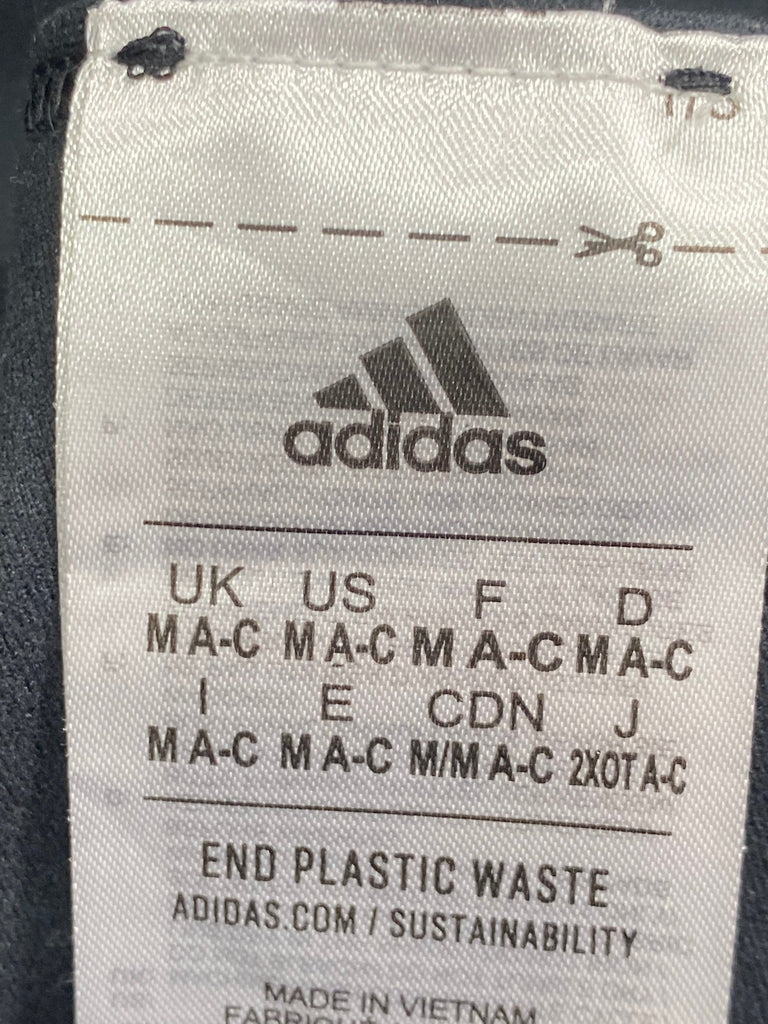 adidas
UK US F D
M A-C M A-C M A-C M A-C
I E CDN J
M A-C M A-C M/M A-C 2XOT A-C
END PLASTIC WASTE
ADIDAS.COM / SUSTAINABILITY
MADE IN VIETNAM